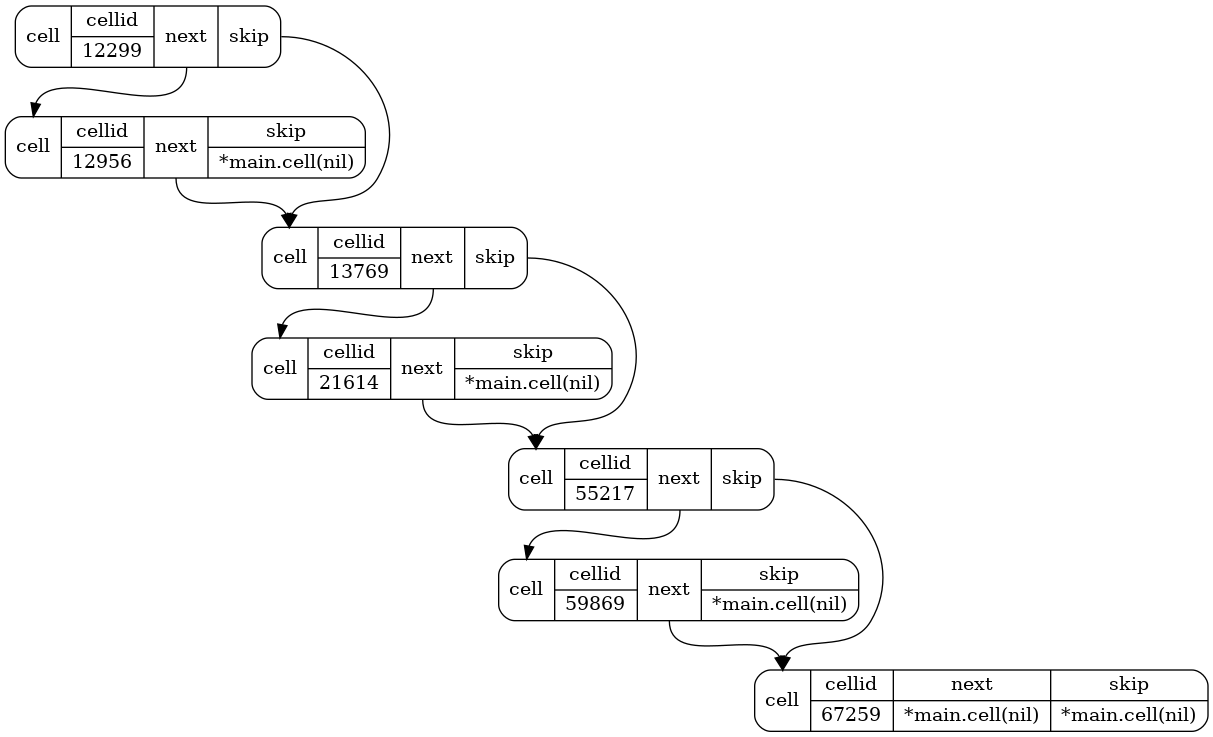 cell cellid next skip
12299
cell cellid next skip
12956 *main.cell(nil)
cell cellid next skip
13769
cell cellid next skip
21614 *main.cell(nil)
cell cellid next skip
55217
cell cellid next skip
59869 *main.cell(nil)
cell cellid next skip
67259 *main.cell(nil) *main.cell(nil)